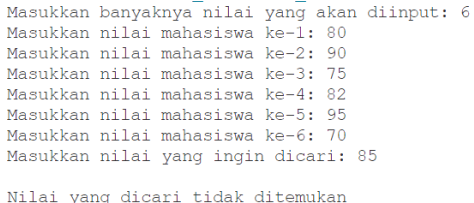 Masukkan banyaknya nilai yang akan diinput: 6
Masukkan nilai mahasiswa ke-1: 80
Masukkan nilai mahasiswa ke-2: 90
Masukkan nilai mahasiswa ke-3: 75
Masukkan nilai mahasiswa ke-4: 82
Masukkan nilai mahasiswa ke-5: 95
Masukkan nilai mahasiswa ke-6: 70
Masukkan nilai yang ingin dicari: 85
Nilai yang dicari tidak ditemukan